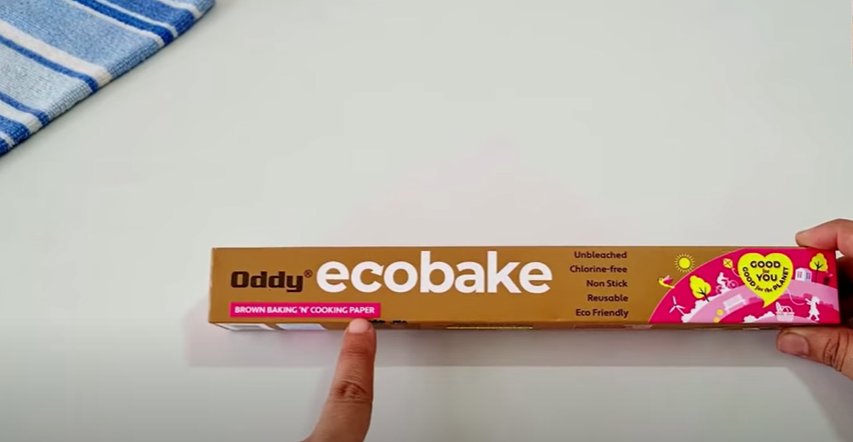 Oddy® ecobake
BROWN BAKING 'N' COOKING PAPER
Unbleached
Chlorine-free
Non Stick
Reusable
Eco Friendly
GOOD
for
YOU
GOOD for the PLANET